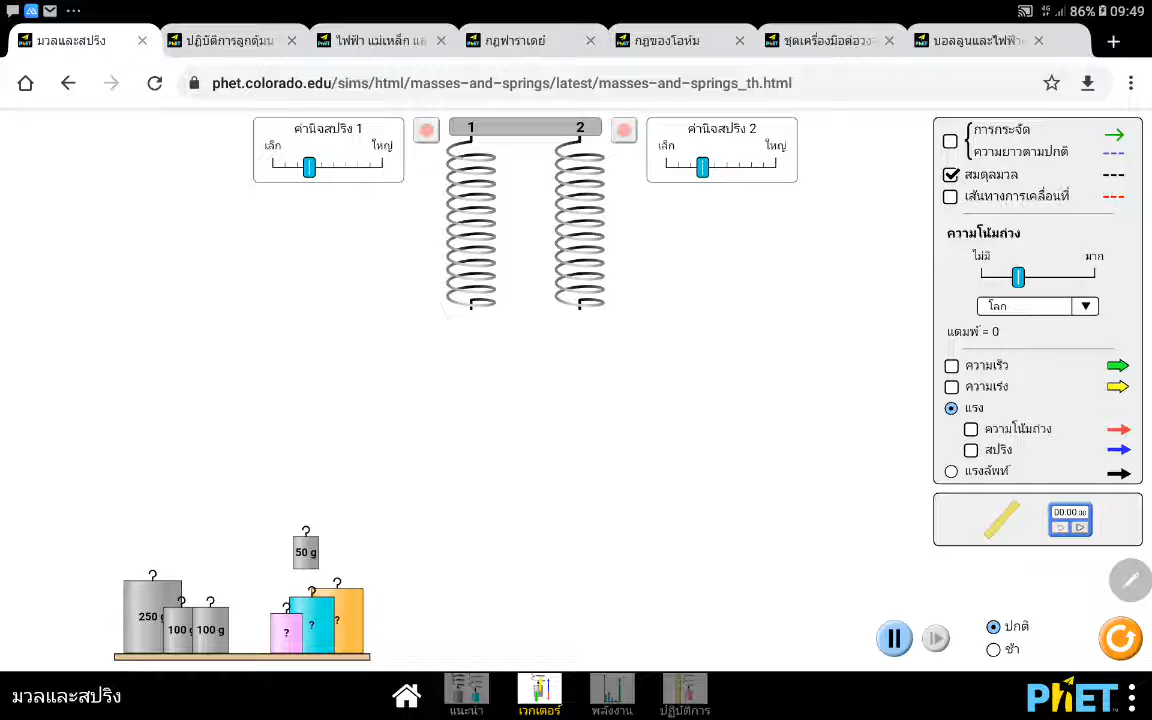 86% 09:49
มวลและสปริง
ปฏิบัติการลูกตุ้มน
ไฟฟ้า แม่เหล็ก แล
กฎฟาราเดย์
กฎของโอห์ม
ชุดเครื่องมือต่อวง
บอลลูนและไฟฟ้า
phet.colorado.edu/sims/html/masses-and-springs/latest/masses-and-springs_th.html
ค่านิจสปริง 1
เล็ก ใหญ่
1 2
ค่านิจสปริง 2
เล็ก ใหญ่
การกระจัด
ความยาวตามปกติ
สมดุลมวล
เส้นทางการเคลื่อนที่
ความโน้มถ่วง
ไม่มี มาก
โลก
แดมพ์ = 0
ความเร็ว
ความเร่ง
แรง
ความโน้มถ่วง
สปริง
แรงลัพท์
00:00.00
50 g
250 g
100 g
100 g
?
?
?
ปกติ
ช้า
มวลและสปริง
แนะนำ
เวกเตอร์
พลังงาน
ปฏิบัติการ
PhET